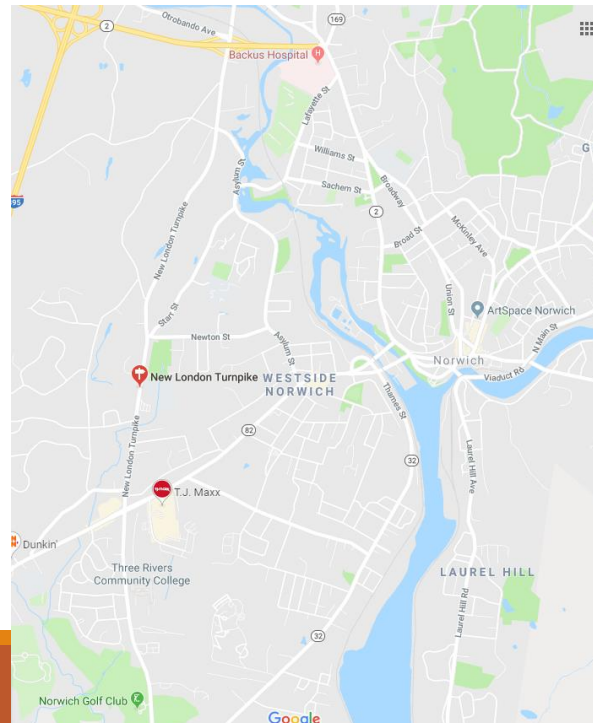 Otrobando Ave
2
169
Backus Hospital
H
Lafayette St
Williams St
G
Asylum St
Sachem St
Broadway
95
2
Broad St
McKinley Ave
New London Turnpike
Union St
ArtSpace Norwich
Starr St
Newton St
Asylum St
N Main St
Norwich
Viaduct Rd
New London Turnpike
WESTSIDE
NORWICH
Thames St
82
New London Turnpike
32
Laurel Hill Ave
T.J. Maxx
Dunkin'
Three Rivers
Community College
LAUREL HILL
Laurel Hill Rd
32
Norwich Golf Club
Google